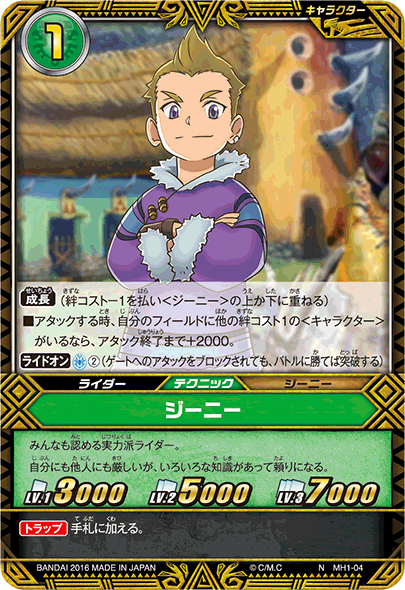 キャラクター
1
成長 (絆コスト-1を払い<ジーニー>の上か下に重ねる)
■アタックする時、自分のフィールドに他の絆コスト1の<キャラクター>
がいるなら、アタック終了まで+2000。
ライドオン ② (ゲートへのアタックをブロックされても、バトルに勝てば突破する)
ライダー テクニック ジーニー
ジーニー
みんなも認める実力派ライダー。
自分にも他人にも厳しいが、いろいろな知識があって頼りになる。
LV.1 3000 LV.2 5000 LV.3 7000
トラップ 手札に加える。
BANDAI 2016 MADE IN JAPAN © C/M.C N MH1-04